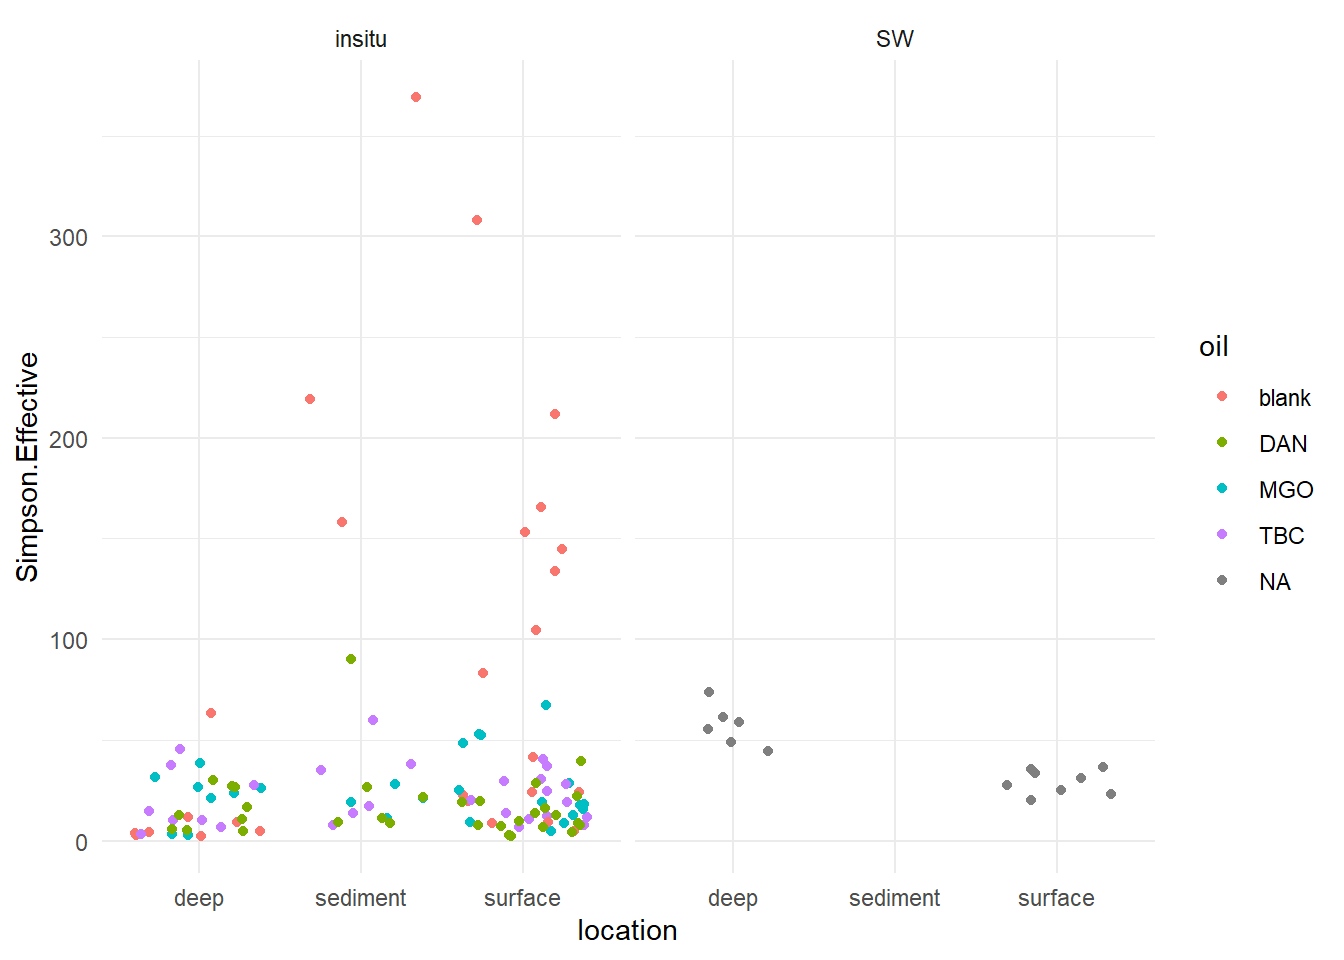 insitu
SW
300
200
100
0
Simpson.Effective
deep
sediment
surface
deep
sediment
surface
location
oil
blank
DAN
MGO
TBC
NA